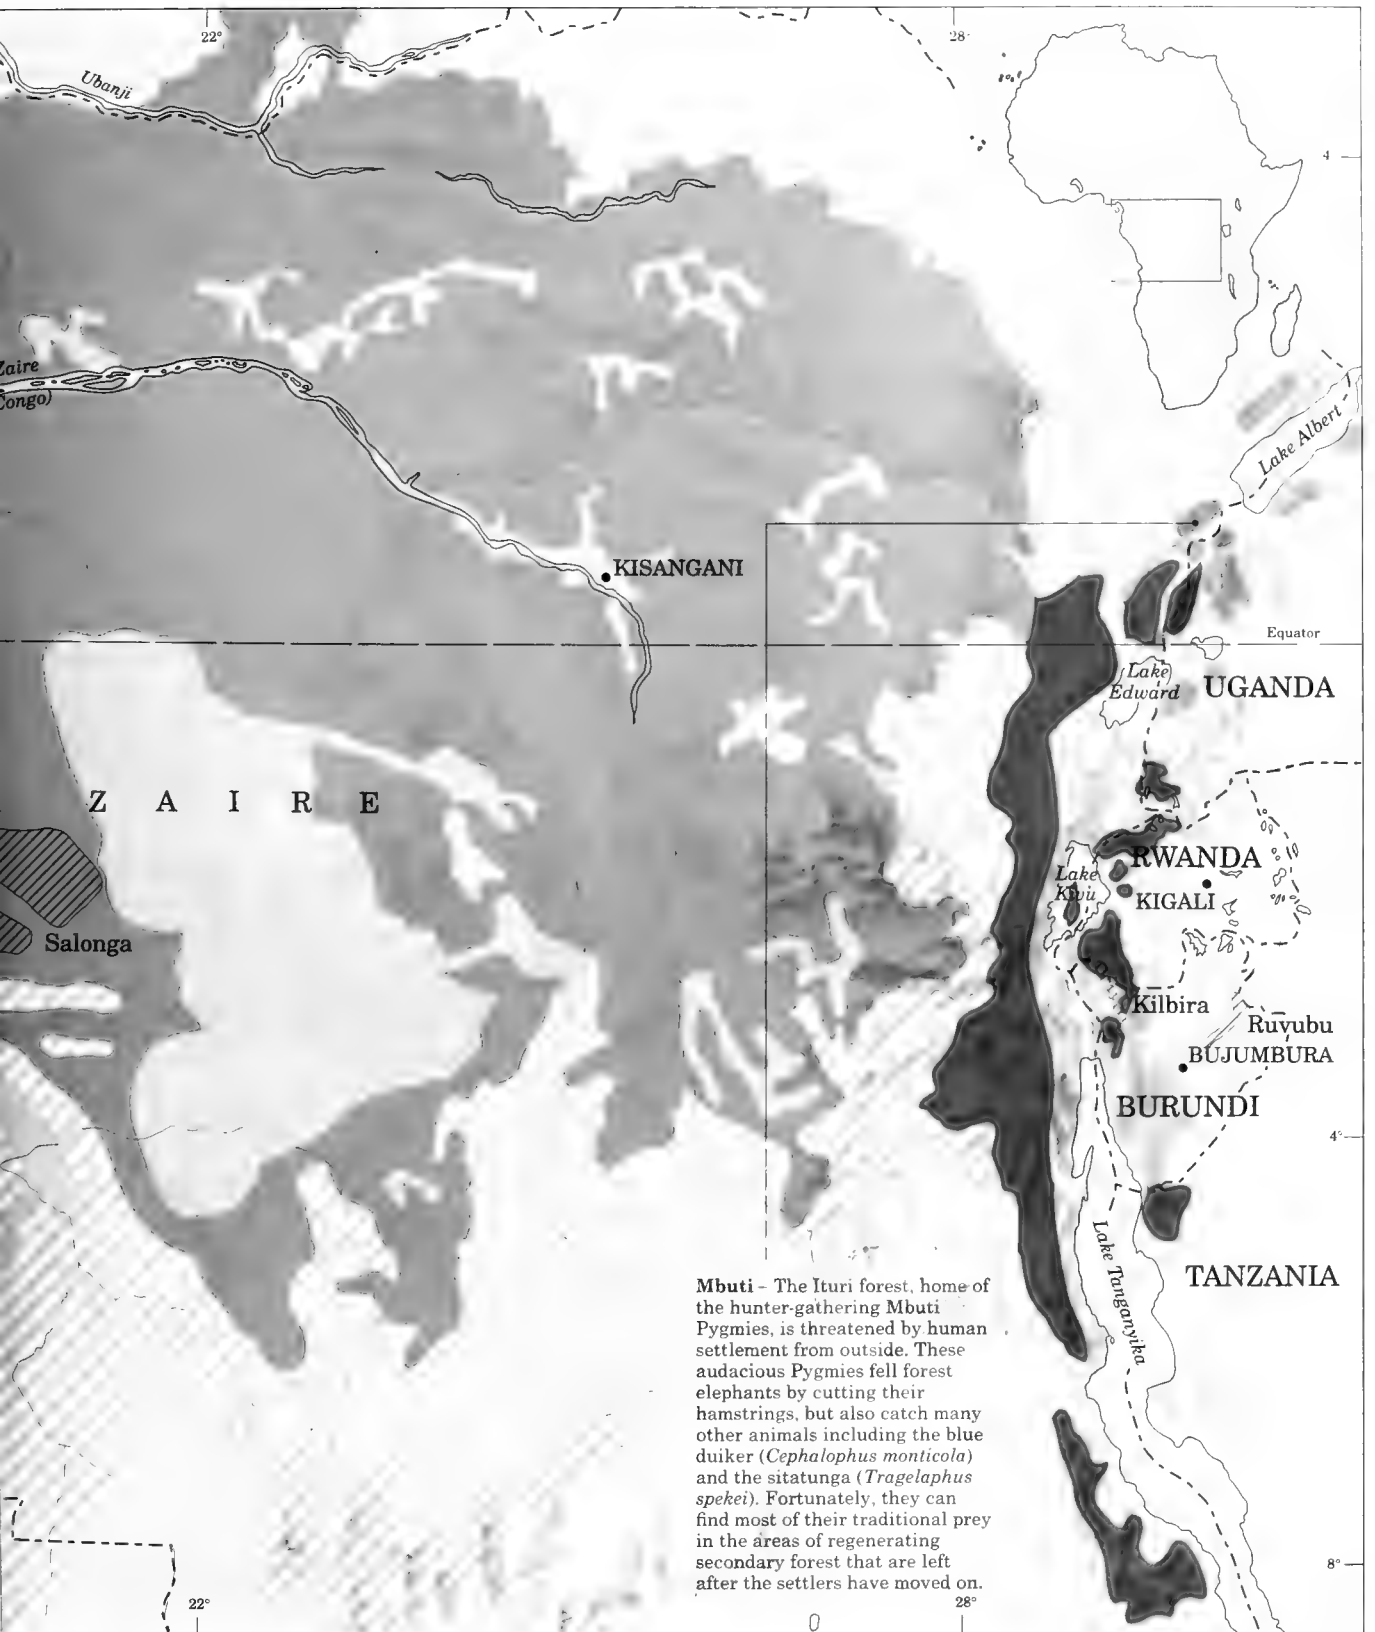 22°
28°
Ubanji
4
Zaire
Congo)
Lake Albert
KISANGANI
Equator
Lake
Edward
UGANDA
Z A I R E
RWANDA
Lake
Kivu
KIGALI
Salonga
Kilbira
Ruvubu
BUJUMBURA
BURUNDI
4°
Lake Tanganyika
TANZANIA
Mbuti – The Ituri forest, home of
the hunter-gathering Mbuti
Pygmies, is threatened by human
settlement from outside. These
audacious Pygmies fell forest
elephants by cutting their
hamstrings, but also catch many
other animals including the blue
duiker (Cephalophus monticola)
and the sitatunga (Tragelaphus
spekei). Fortunately, they can
find most of their traditional prey
in the areas of regenerating
secondary forest that are left
after the settlers have moved on.
8°
22°
28°